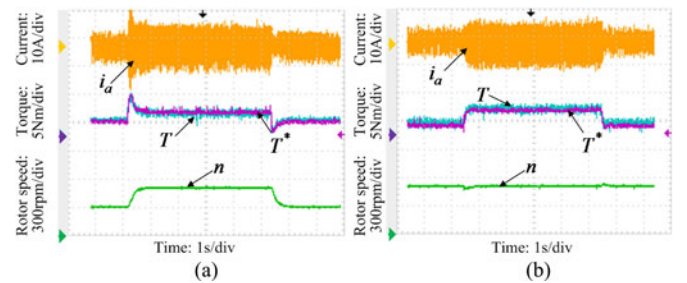 Current:
10A/div
Torque:
5Nm/div
Rotor speed:
300rpm/div
i_a
T
T*
n
Time: 1s/div
(a)
Current:
10A/div
Torque:
5Nm/div
Rotor speed:
300rpm/div
i_a
T
T*
n
Time: 1s/div
(b)